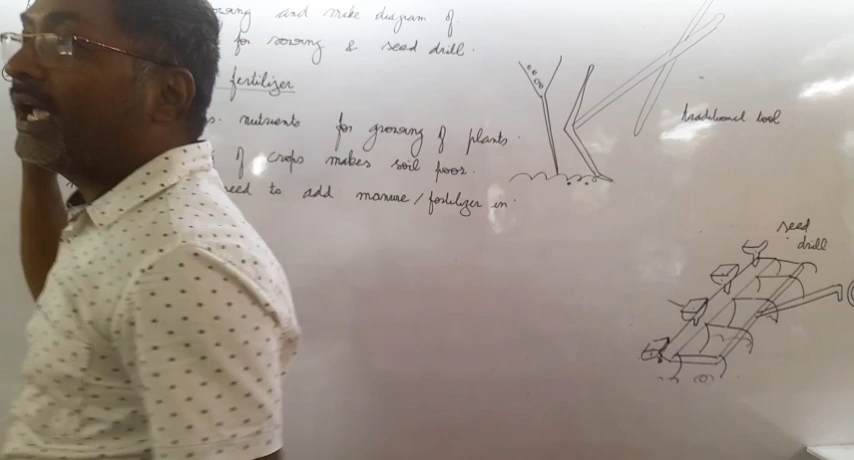 and make diagram of
for sowing & seed drill.
fertilizer
nutrients for growing of plants.
of crops makes soil poor.
need to add manure / fertilizer in
traditional tool
seed
drill